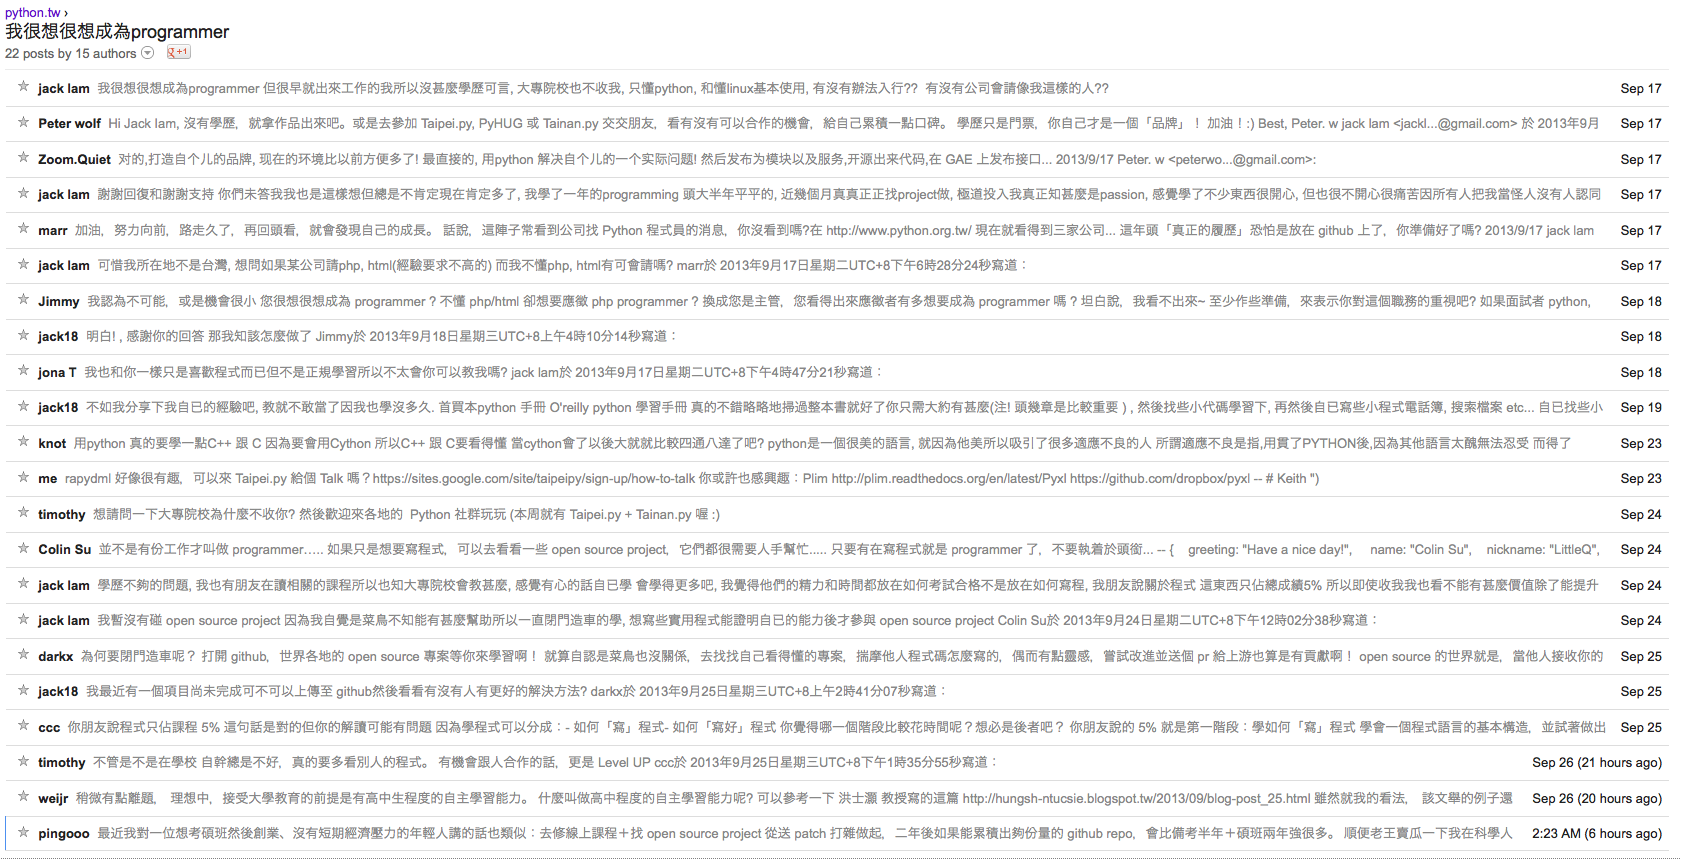 python.tw ›
我很想很想成為programmer
22 posts by 15 authors
g +1
jack lam 我很想很想成為programmer 但很早就出來工作的我所以沒甚麼學歷可言, 大專院校也不收我, 只懂python, 和懂linux基本使用, 有沒有辦法入行?? 有沒有公司會請像我這樣的人?? Sep 17
Peter wolf Hi Jack lam, 沒有學歷，就拿作品出來吧。或是去參加 Taipei.py, PyHUG 或 Tainan.py 交交朋友，看有沒有可以合作的機會，給自己累積一點口碑。 學歷只是門票，你自己才是一個「品牌」！ 加油！:) Best, Peter. w jack lam <jackl...@gmail.com> 於 2013年9月 Sep 17
Zoom.Quiet 对的,打造自个儿的品牌, 现在的环境比以前方便多了! 最直接的, 用python 解决自个儿的一个实际问题! 然后发布为模块以及服务,开源出来代码,在 GAE 上发布接口... 2013/9/17 Peter. w <peterwo...@gmail.com>: Sep 17
jack lam 謝謝回復和謝謝支持 你們未答我我也是這樣想但總是不肯定現在肯定多了, 我學了一年的programming 頭大半年平平的, 近幾個月真真正正找project做, 極道投入我真正知甚麼是passion, 感覺學了不少東西很開心, 但也很不開心很痛苦因所有人把我當怪人沒有人認同 Sep 17
marr 加油，努力向前，路走久了，再回頭看，就會發現自己的成長。 話說，這陣子常看到公司找 Python 程式員的消息，你沒看到嗎?在 http://www.python.org.tw/ 現在就看得到三家公司... 這年頭「真正的履歷」恐怕是放在 github 上了，你準備好了嗎? 2013/9/17 jack lam Sep 17
jack lam 可惜我所在地不是台灣, 想問如果某公司請php, html(經驗要求不高的) 而我不懂php, html有可會請嗎? marr於 2013年9月17日星期二UTC+8下午6時28分24秒寫道： Sep 17
Jimmy 我認為不可能，或是機會很小 您很想很想成為 programmer ? 不懂 php/html 卻想要應徵 php programmer ? 換成您是主管，您看得出來應徵者有多想要成為 programmer 嗎 ? 坦白說，我看不出來~ 至少作些準備，來表示你對這個職務的重視吧? 如果面試者 python, Sep 18
jack18 明白! , 感謝你的回答 那我知該怎麼做了 Jimmy於 2013年9月18日星期三UTC+8上午4時10分14秒寫道： Sep 18
jona T 我也和你一樣只是喜歡程式而已但不是正規學習所以不太會你可以教我嗎? jack lam於 2013年9月17日星期二UTC+8下午4時47分21秒寫道： Sep 18
jack18 不如我分享下我自已的經驗吧, 教就不敢當了因我也學沒多久. 首買本python 手冊 O'reilly python 學習手冊 真的不錯略略地掃過整本書就好了你只需大約有甚麼(注! 頭幾章是比較重要 ) , 然後找些小代碼學習下, 再然後自已寫些小程式電話簿, 搜索檔案 etc... 自已找些小 Sep 19
knot 用python 真的要學一點C++ 跟 C 因為要會用Cython 所以C++ 跟 C要看得懂 當cython會了以後大就就比較四通八達了吧? python是一個很美的語言, 就因為他美所以吸引了很多適應不良的人 所謂適應不良是指,用貫了PYTHON後,因為其他語言太醜無法忍受 而得了 Sep 23
me rapydml 好像很有趣，可以來 Taipei.py 給個 Talk 嗎？https://sites.google.com/site/taipeipy/sign-up/how-to-talk 你或許也感興趣：Plim http://plim.readthedocs.org/en/latest/Pyxl https://github.com/dropbox/pyxl -- # Keith ") Sep 23
timothy 想請問一下大專院校為什麼不收你? 然後歡迎來各地的 Python 社群玩玩 (本周就有 Taipei.py + Tainan.py 喔 :) Sep 24
Colin Su 並不是有份工作才叫做 programmer..... 如果只是想要寫程式，可以去看看一些 open source project，它們都很需要人手幫忙..... 只要有在寫程式就是 programmer 了，不要執着於頭銜... -- { greeting: "Have a nice day!", name: "Colin Su", nickname: "LittleQ", Sep 24
jack lam 學歷不夠的問題, 我也有朋友在讀相關的課程所以也知大專院校會教甚麼, 感覺有心的話自已學 會學得更多吧, 我覺得他們的精力和時間都放在如何考試合格不是放在如何寫程, 我朋友說關於程式 這東西只佔總成績5% 所以即使收我我也看不能有甚麼價值除了能提升 Sep 24
jack lam 我暫沒有碰 open source project 因為我自覺是菜鳥不知能有甚麼幫助所以一直閉門造車的學, 想寫些實用程式能證明自已的能力後才參與 open source project Colin Su於 2013年9月24日星期二UTC+8下午12時02分38秒寫道： Sep 24
darkx 為何要閉門造車呢？ 打開 github，世界各地的 open source 專案等你來學習啊！ 就算自認是菜鳥也沒關係，去找找自己看得懂的專案，揣摩他人程式碼怎麼寫的，偶而有點靈感，嘗試改進並送個 pr 給上游也算是有貢獻啊！ open source 的世界就是，當他人接收你的 Sep 25
jack18 我最近有一個項目尚未完成可不可以上傳至 github然後看看有沒有人有更好的解決方法? darkx於 2013年9月25日星期三UTC+8上午2時41分07秒寫道： Sep 25
ccc 你朋友說程式只佔課程 5% 這句話是對的但你的解讀可能有問題 因為學程式可以分成：- 如何「寫」程式- 如何「寫好」程式 你覺得哪一個階段比較花時間呢？想必是後者吧？ 你朋友說的 5% 就是第一階段：學如何「寫」程式 學會一個程式語言的基本構造，並試著做出 Sep 25
timothy 不管是不是在學校 自幹總是不好，真的要多看別人的程式。 有機會跟人合作的話，更是 Level UP ccc於 2013年9月25日星期三UTC+8下午1時35分55秒寫道： Sep 26 (21 hours ago)
weijr 稍微有點離題， 理想中，接受大學教育的前提是有高中生程度的自主學習能力。 什麼叫做高中程度的自主學習能力呢? 可以參考一下 洪士灝 教授寫的這篇 http://hungsh-ntucsie.blogspot.tw/2013/09/blog-post_25.html 雖然就我的看法， 該文舉的例子還 Sep 26 (20 hours ago)
pingooo 最近我對一位想考碩班然後創業、沒有短期經濟壓力的年輕人講的話也類似：去修線上課程＋找 open source project 從送 patch 打雜做起，二年後如果能累積出夠份量的 github repo，會比備考半年＋碩班兩年強很多。 順便老王賣瓜一下我在科學人 2:23 AM (6 hours ago)